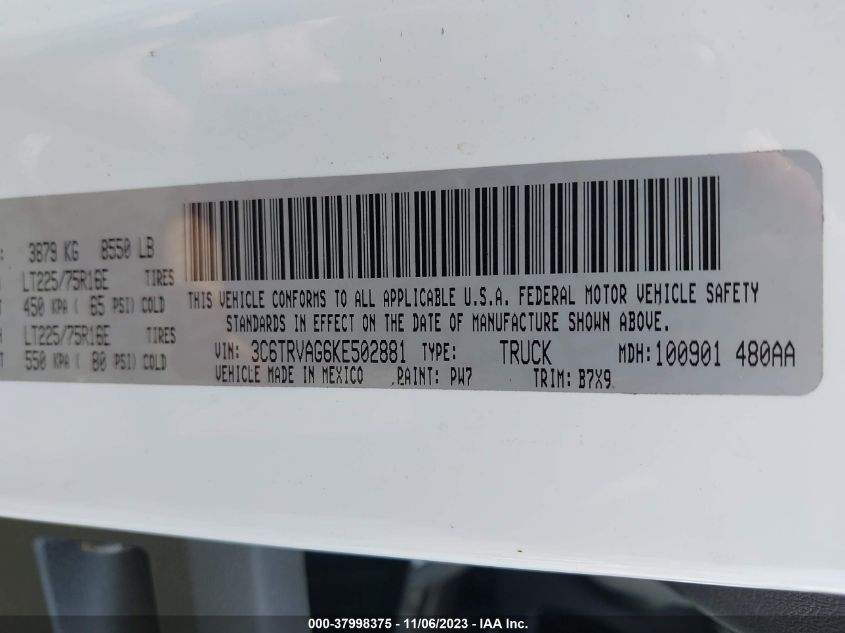 : 3879 KG 8550 LB
LT225/75R16E TIRES
450 KPA ( 65 PSI) COLD
LT225/75R16E TIRES
550 KPA ( 80 PSI) COLD
THIS VEHICLE CONFORMS TO ALL APPLICABLE U.S.A. FEDERAL MOTOR VEHICLE SAFETY
STANDARDS IN EFFECT ON THE DATE OF MANUFACTURE SHOWN ABOVE.
VIN: 3C6TRVAG6KE502881 TYPE: TRUCK MDH: 100901 480AA
VEHICLE MADE IN MEXICO PAINT: PW7 TRIM: B7X9
000-37998375 - 11/06/2023 - IAA Inc.